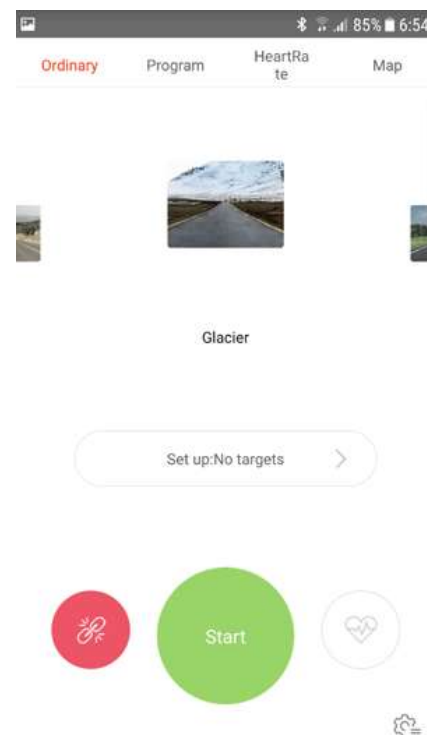 85% 6:54
Ordinary Program HeartRa
te Map
Glacier
Set up:No targets
Start